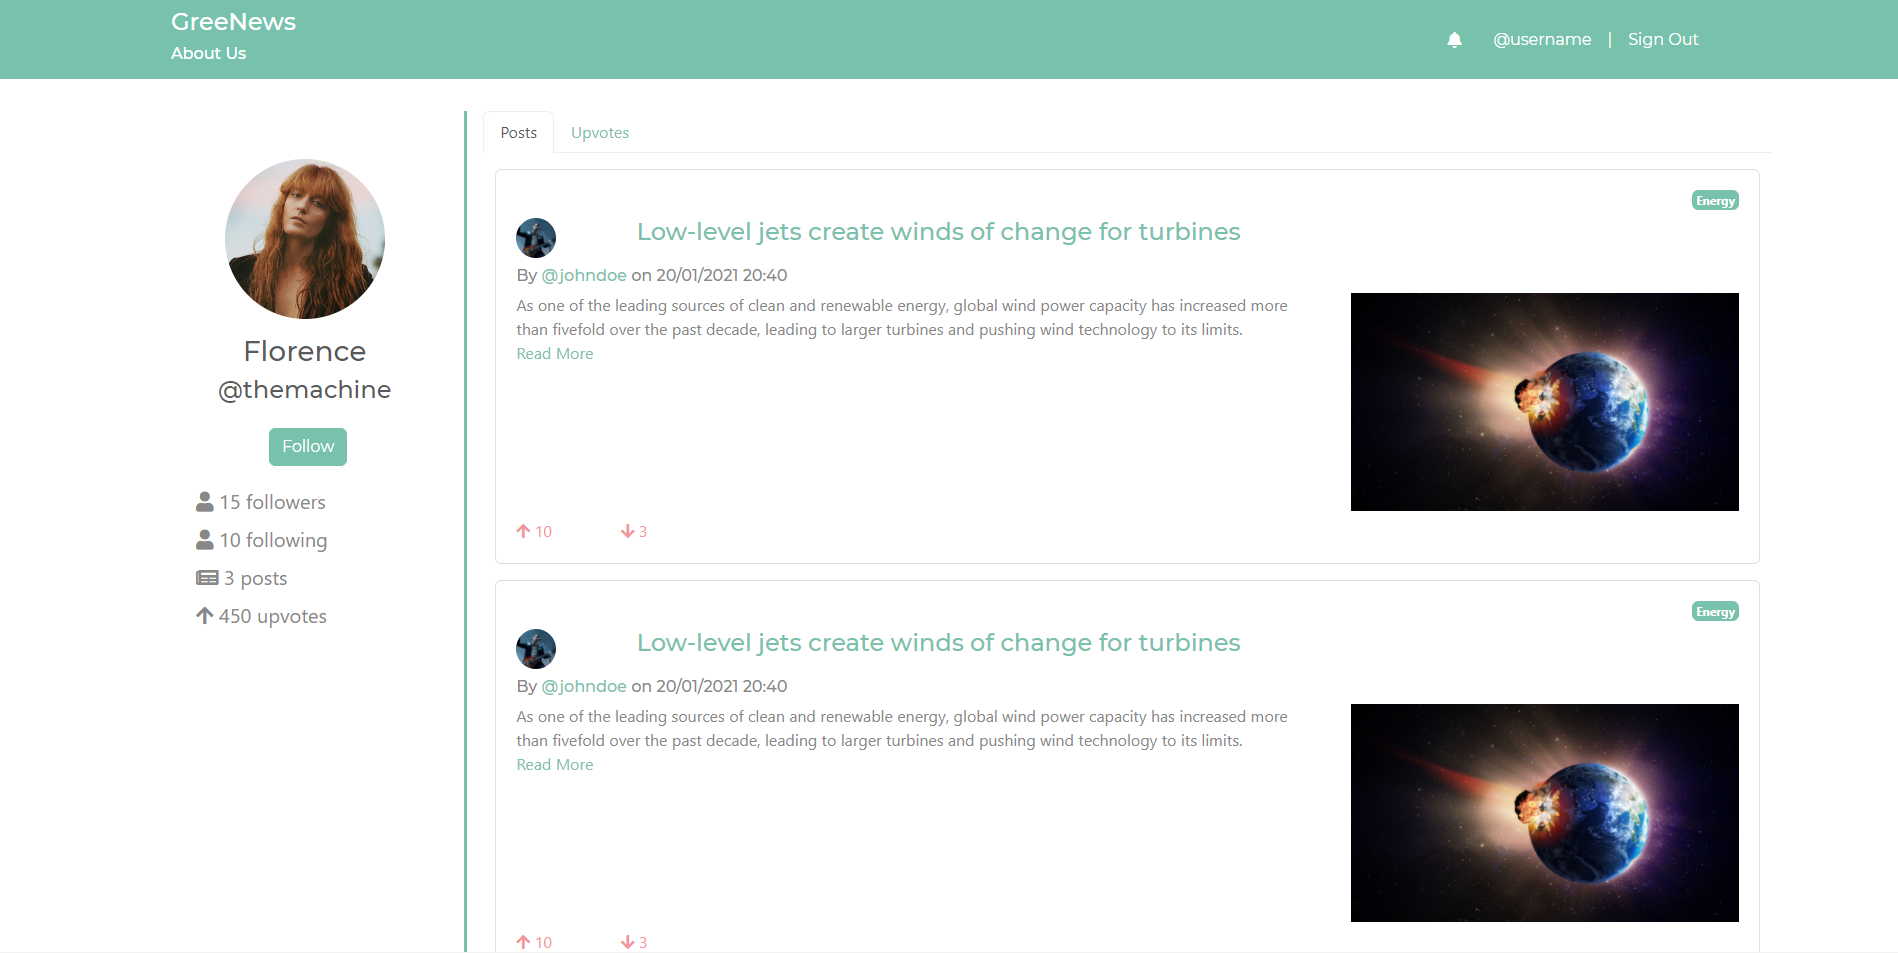 GreeNews
About Us
@username | Sign Out
Florence
@themachine
Follow
15 followers
10 following
3 posts
450 upvotes
Posts Upvotes
Energy
Low-level jets create winds of change for turbines
By @johndoe on 20/01/2021 20:40
As one of the leading sources of clean and renewable energy, global wind power capacity has increased more
than fivefold over the past decade, leading to larger turbines and pushing wind technology to its limits.
Read More
10 3
Energy
Low-level jets create winds of change for turbines
By @johndoe on 20/01/2021 20:40
As one of the leading sources of clean and renewable energy, global wind power capacity has increased more
than fivefold over the past decade, leading to larger turbines and pushing wind technology to its limits.
Read More
10 3